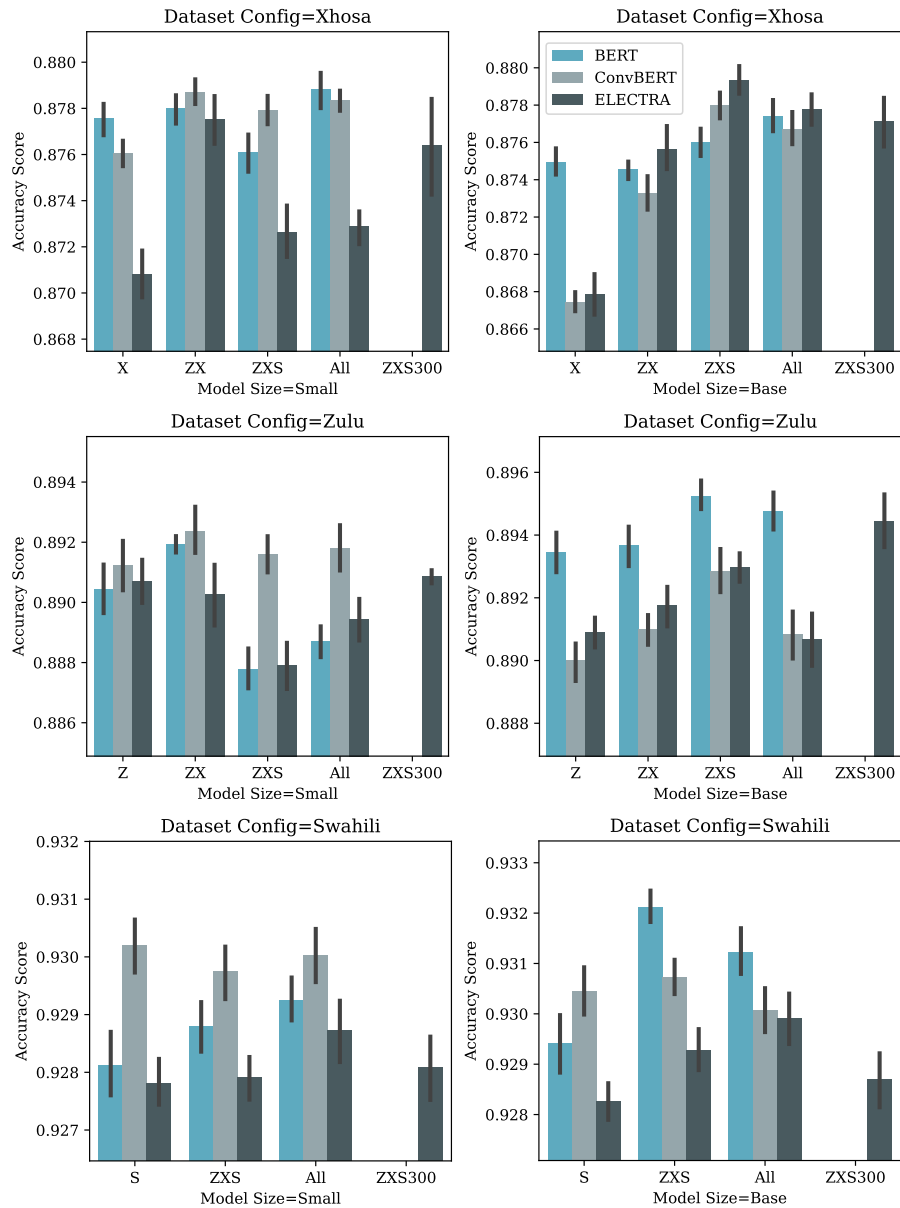 Dataset Config=Xhosa
0.880
0.878
0.876
0.874
0.872
0.870
0.868
Accuracy Score
X ZX ZXS All ZXS300
Model Size=Small
Dataset Config=Xhosa
BERT
ConvBERT
ELECTRA
0.880
0.878
0.876
0.874
0.872
0.870
0.868
0.866
Accuracy Score
X ZX ZXS All ZXS300
Model Size=Base
Dataset Config=Zulu
0.894
0.892
0.890
0.888
0.886
Accuracy Score
Z ZX ZXS All ZXS300
Model Size=Small
Dataset Config=Zulu
0.896
0.894
0.892
0.890
0.888
Accuracy Score
Z ZX ZXS All ZXS300
Model Size=Base
Dataset Config=Swahili
0.932
0.931
0.930
0.929
0.928
0.927
Accuracy Score
S ZXS All ZXS300
Model Size=Small
Dataset Config=Swahili
0.933
0.932
0.931
0.930
0.929
0.928
Accuracy Score
S ZXS All ZXS300
Model Size=Base